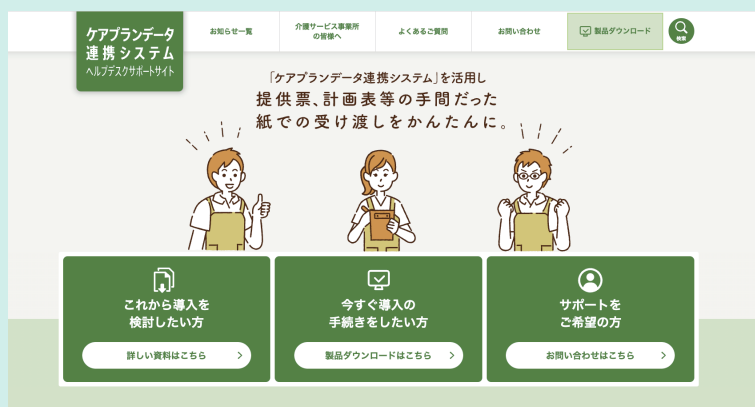 ケアプランデータ
連携システム
ヘルプデスクサポートサイト
お知らせ一覧
介護サービス事業所
の皆様へ
よくあるご質問
お問い合わせ
製品ダウンロード
検索
「ケアプランデータ連携システム」を活用し
提供票、計画表等の手間だった
紙での受け渡しをかんたんに。
これから導入を
検討したい方
詳しい資料はこちら
今すぐ導入の
手続きをしたい方
製品ダウンロードはこちら
サポートを
ご希望の方
お問い合わせはこちら